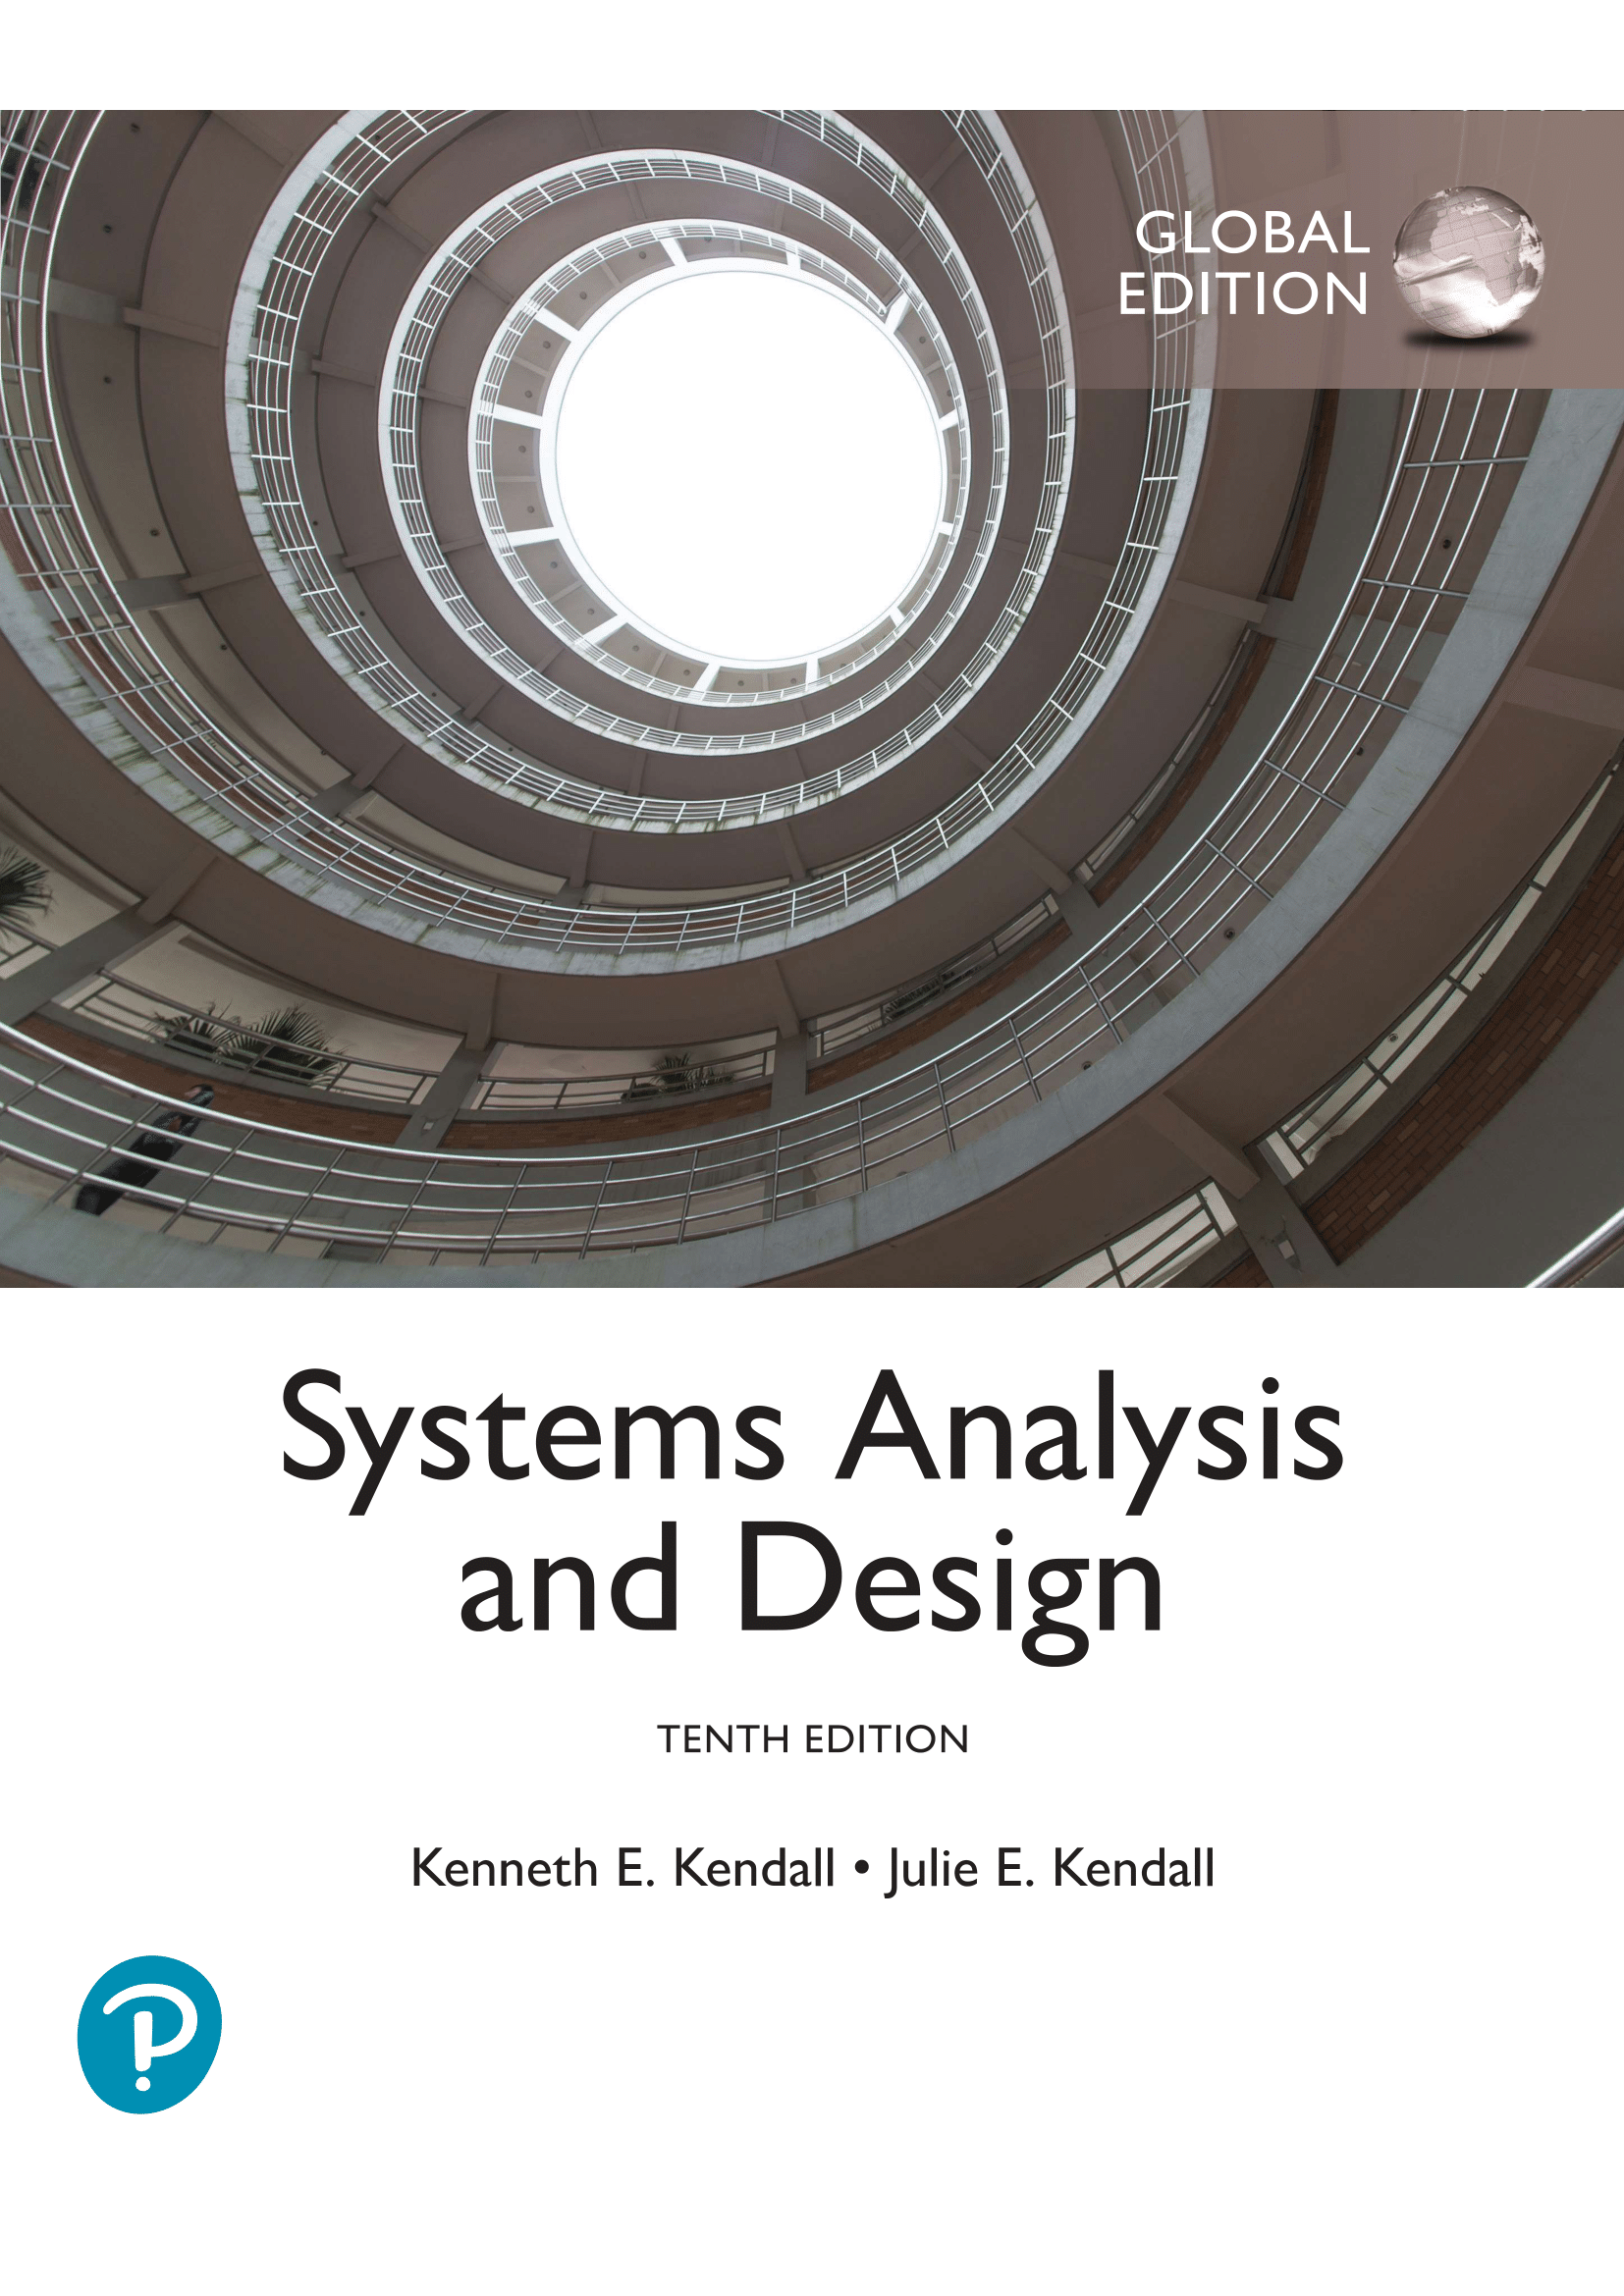 GLOBAL
EDITION
Systems Analysis
and Design
TENTH EDITION
Kenneth E. Kendall • Julie E. Kendall